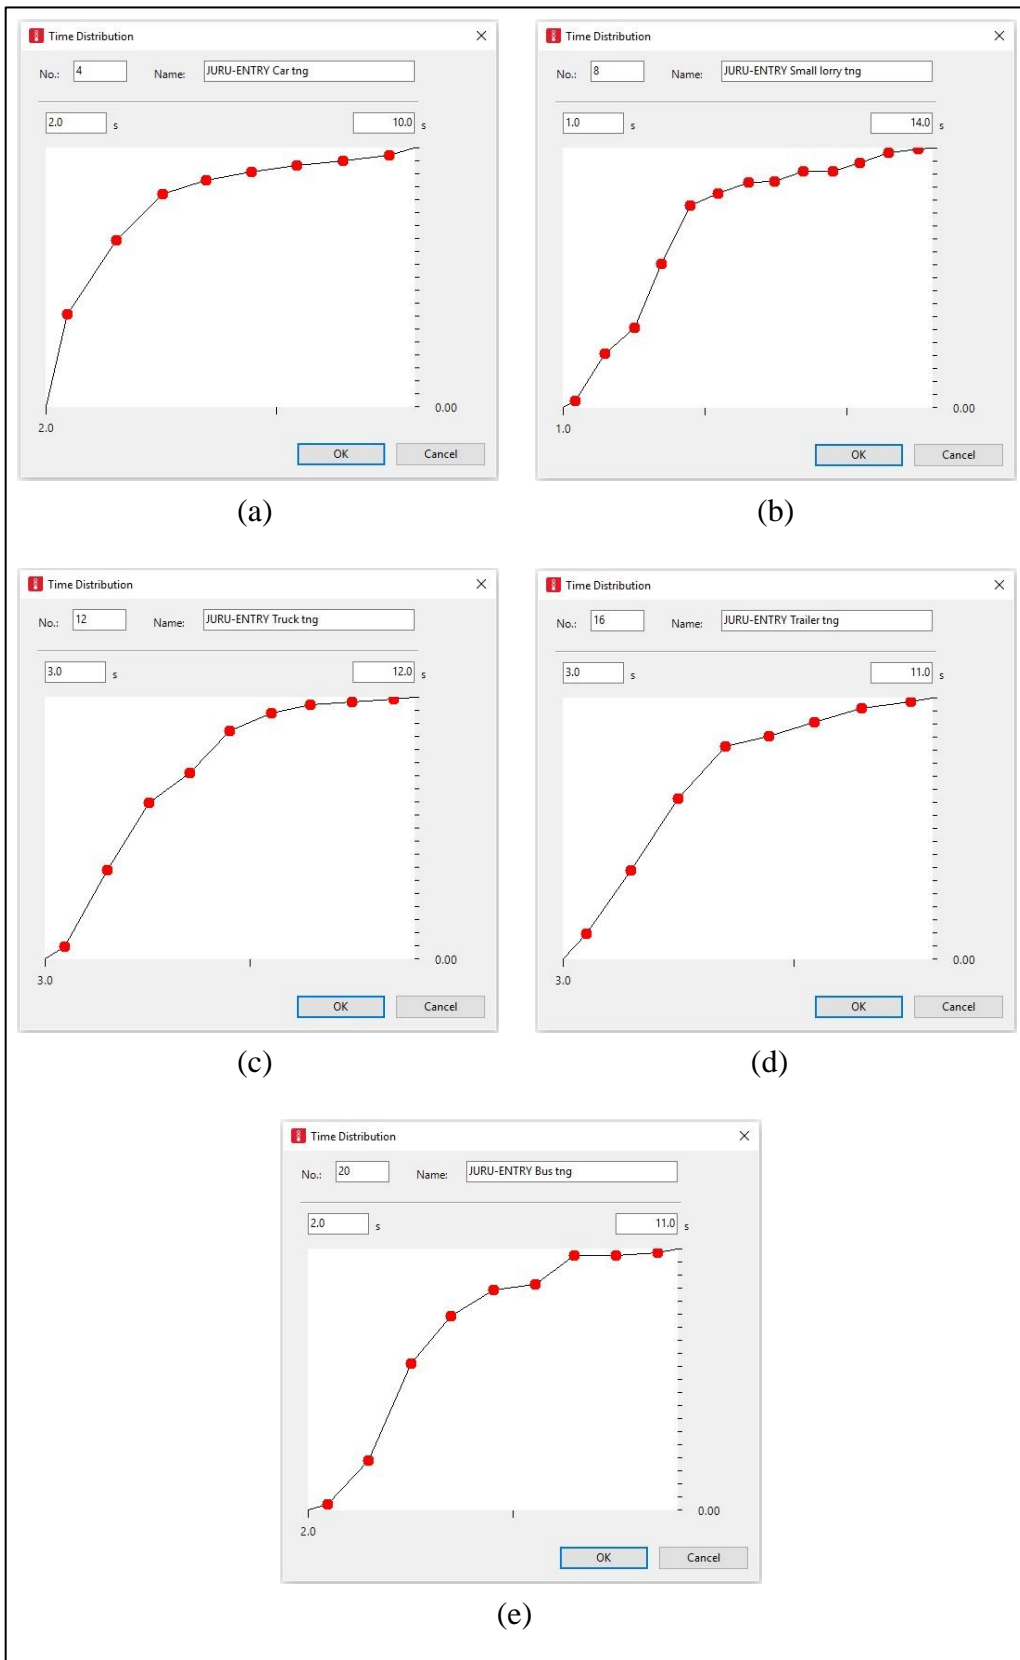 Time Distribution
No.: 4 Name: JURU-ENTRY Car tng
2.0 s 10.0 s
0.00
2.0
OK Cancel
(a)
Time Distribution
No.: 8 Name: JURU-ENTRY Small lorry tng
1.0 s 14.0 s
0.00
1.0
OK Cancel
(b)
Time Distribution
No.: 12 Name: JURU-ENTRY Truck tng
3.0 s 12.0 s
0.00
3.0
OK Cancel
(c)
Time Distribution
No.: 16 Name: JURU-ENTRY Trailer tng
3.0 s 11.0 s
0.00
3.0
OK Cancel
(d)
Time Distribution
No.: 20 Name: JURU-ENTRY Bus tng
2.0 s 11.0 s
0.00
2.0
OK Cancel
(e)